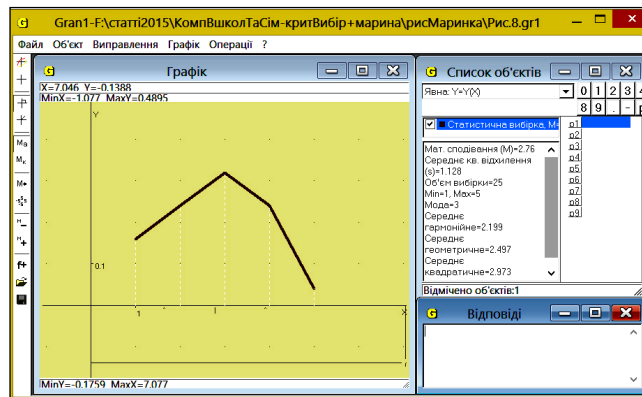 Gran1-F:\статті2015\КомпВшколТаСім-критВибір+марина\рисМаринка\Рис.8.gr1
Файл Об'єкт Виправлення Графік Операції ?
Графік
X=7.046 Y=-0.1388
MinX=-1.077 MaxY=0.4895
Y
0.1
1
X
MinY=-0.1759 MaxX=7.077
Список об'єктів
Явна: Y=Y(X)
0 1 2 3 4
8 9 . -
Статистична вибірка, M=
Мат. сподівання (M)=2.76
Середнє кв. відхилення
(s)=1.128
Об'єм вибірки=25
Min=1, Max=5
Мода=3
Середнє
гармонійне=2.199
Середнє
геометричне=2.497
Середнє
квадратичне=2.973
p1
p2
p3
p4
p5
p6
p7
p8
p9
Відмічено об'єктів:1
Відповіді